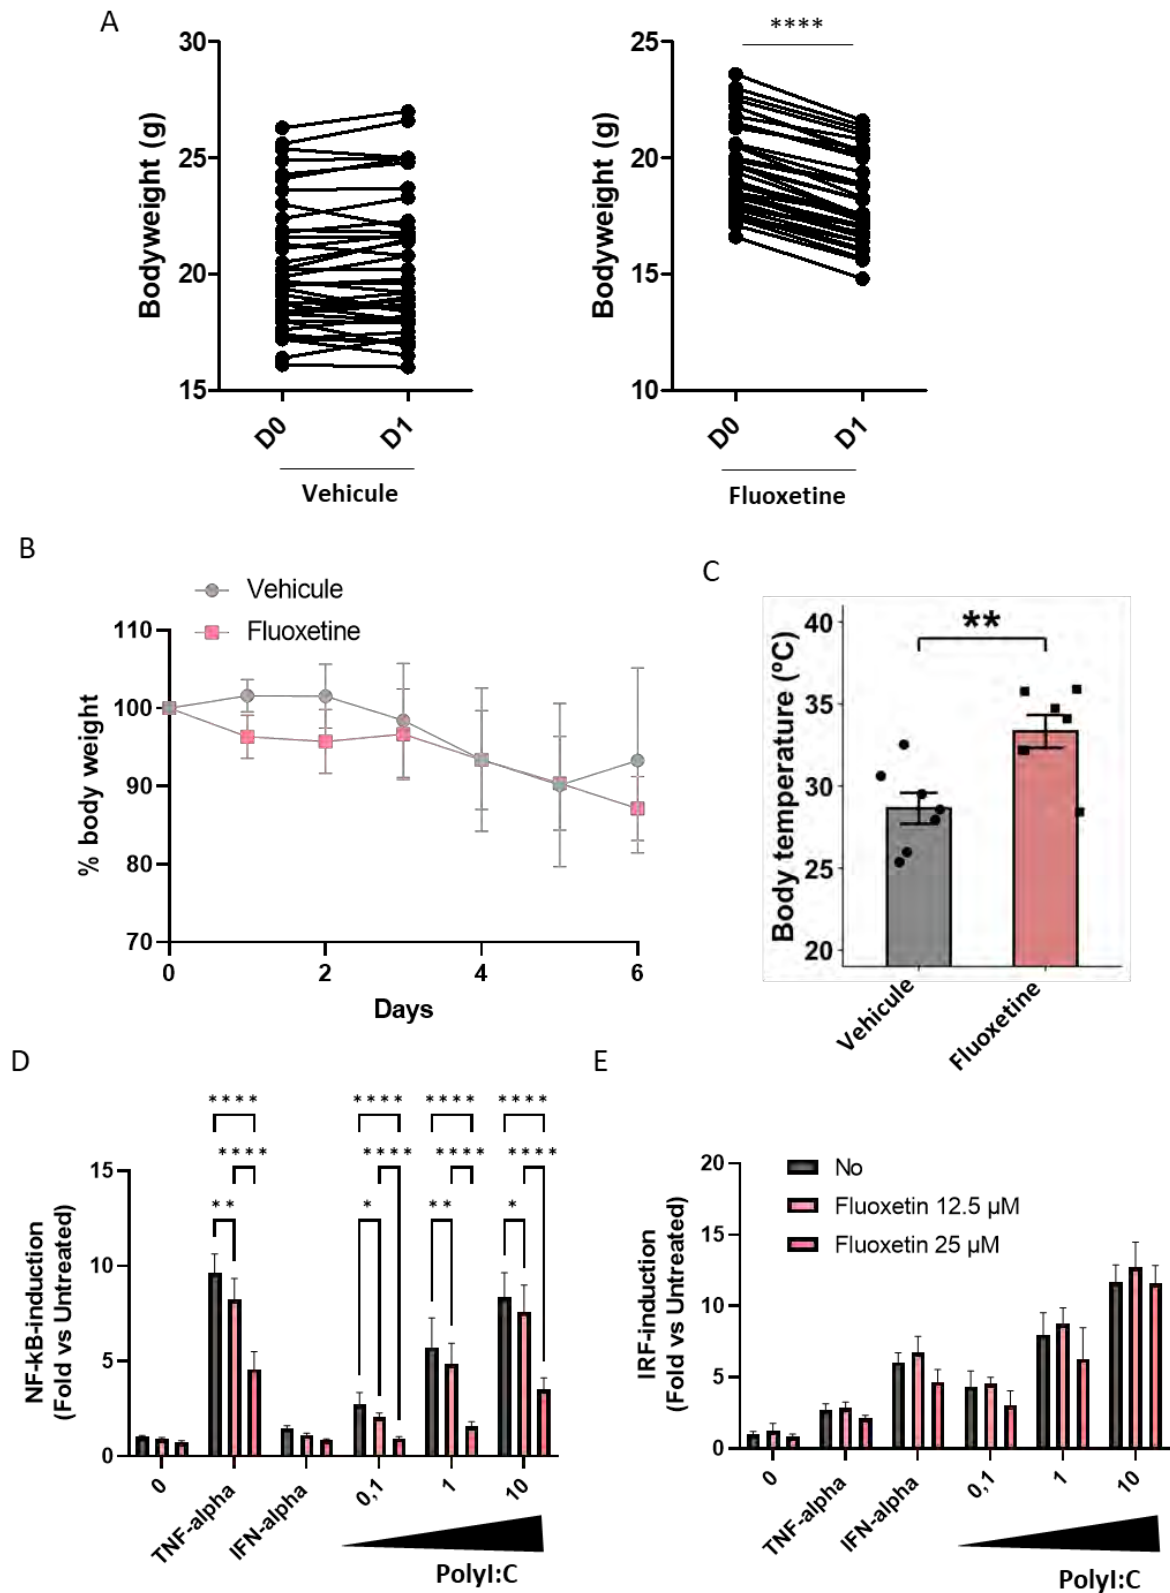 A
****
30
25
20
15
Bodyweight (g)
D0
D1
Vehicule
25
20
15
10
Bodyweight (g)
D0
D1
Fluoxetine
B
Vehicule
Fluoxetine
110
100
90
80
70
% body weight
0
2
4
6
Days
C
**
40
35
30
25
20
Body temperature (ºC)
Vehicule
Fluoxetine
D
**** **** **** ****
**** **** **** ****
** * ** *
15
10
5
0
NF-kB-induction
(Fold vs Untreated)
0
TNF-alpha
IFN-alpha
0,1
1
10
PolyI:C
E
No
Fluoxetin 12.5 µM
Fluoxetin 25 µM
20
15
10
5
0
IRF-induction
(Fold vs Untreated)
0
TNF-alpha
IFN-alpha
0,1
1
10
PolyI:C